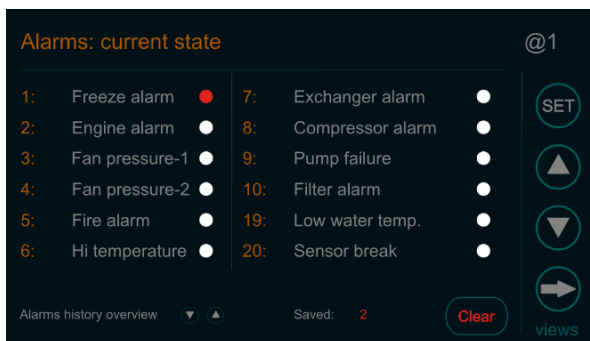 Alarms: current state @1
1: Freeze alarm 7: Exchanger alarm
2: Engine alarm 8: Compressor alarm
3: Fan pressure-1 9: Pump failure
4: Fan pressure-2 10: Filter alarm
5: Fire alarm 19: Low water temp.
6: Hi temperature 20: Sensor break
SET
Alarms history overview Saved: 2 Clear
views